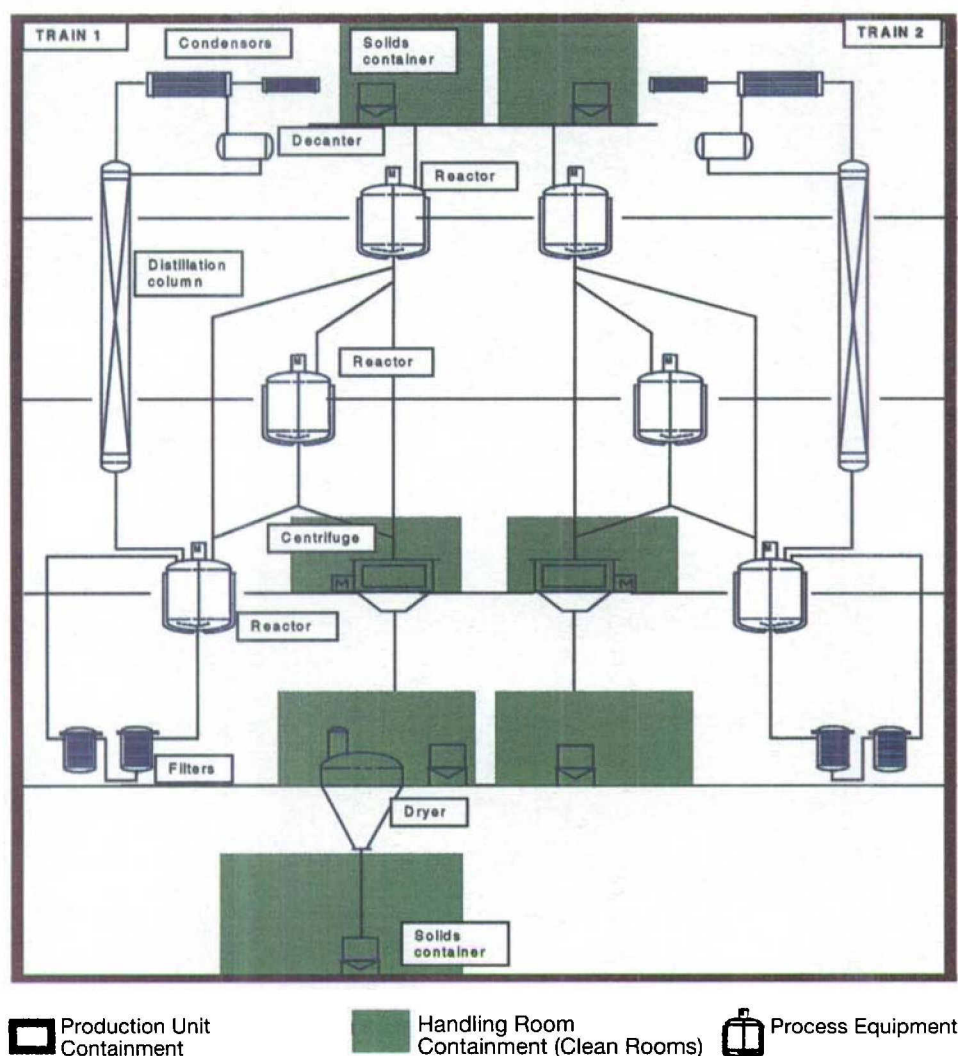 TRAIN 1
Condensors
Solids
container
TRAIN 2
Decanter
M
Reactor
M
Distillation
column
Reactor
M
M
Centrifuge
M
M
M
M
Reactor
Filters
Dryer
Solids
container
Production Unit
Containment
Handling Room
Containment (Clean Rooms)
Process Equipment